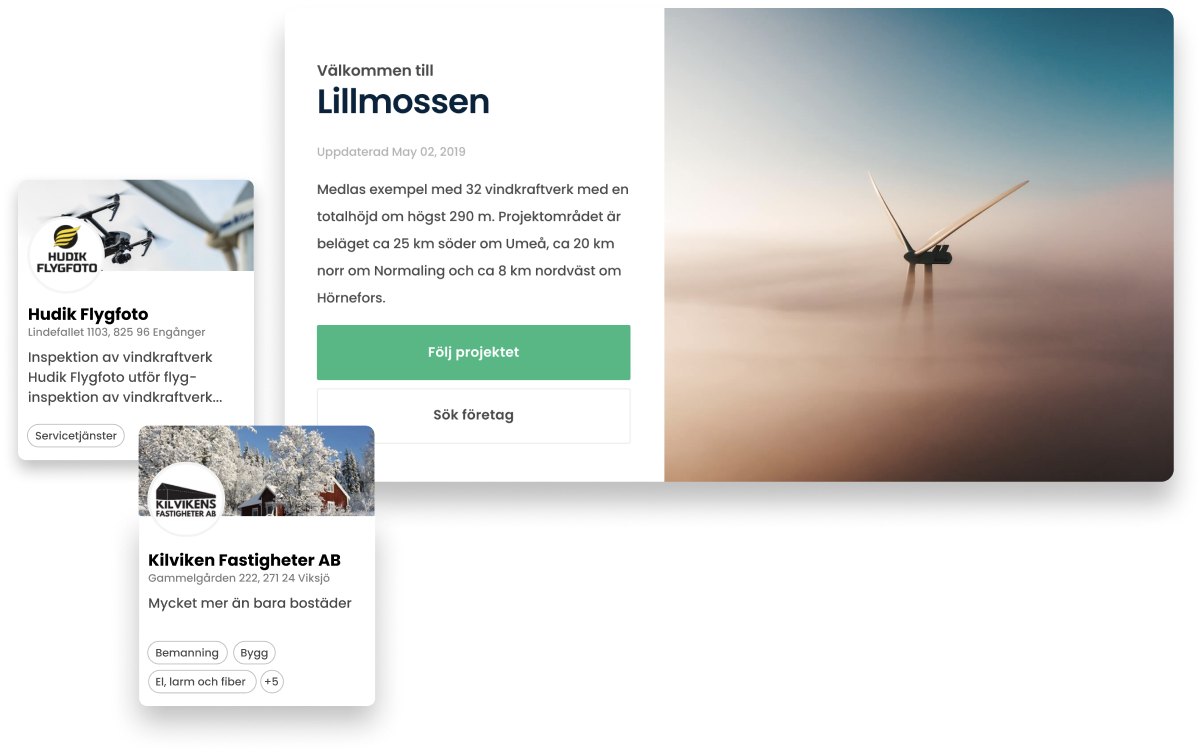 Välkommen till
Lillmossen
Uppdaterad May 02, 2019
Medlas exempel med 32 vindkraftverk med en
totalhöjd om högst 290 m. Projektområdet är
beläget ca 25 km söder om Umeå, ca 20 km
norr om Normaling och ca 8 km nordväst om
Hörnefors.
Följ projektet
Sök företag
HUDIK
FLYGFOTO
Hudik Flygfoto
Lindefallet 1103, 825 96 Engånger
Inspektion av vindkraftverk
Hudik Flygfoto utför flyg-
inspektion av vindkraftverk...
Servicetjänster
KILVIKENS
FASTIGHETER AB
Kilviken Fastigheter AB
Gammelgården 222, 271 24 Viksjö
Mycket mer än bara bostäder
Bemanning Bygg
El, larm och fiber +5